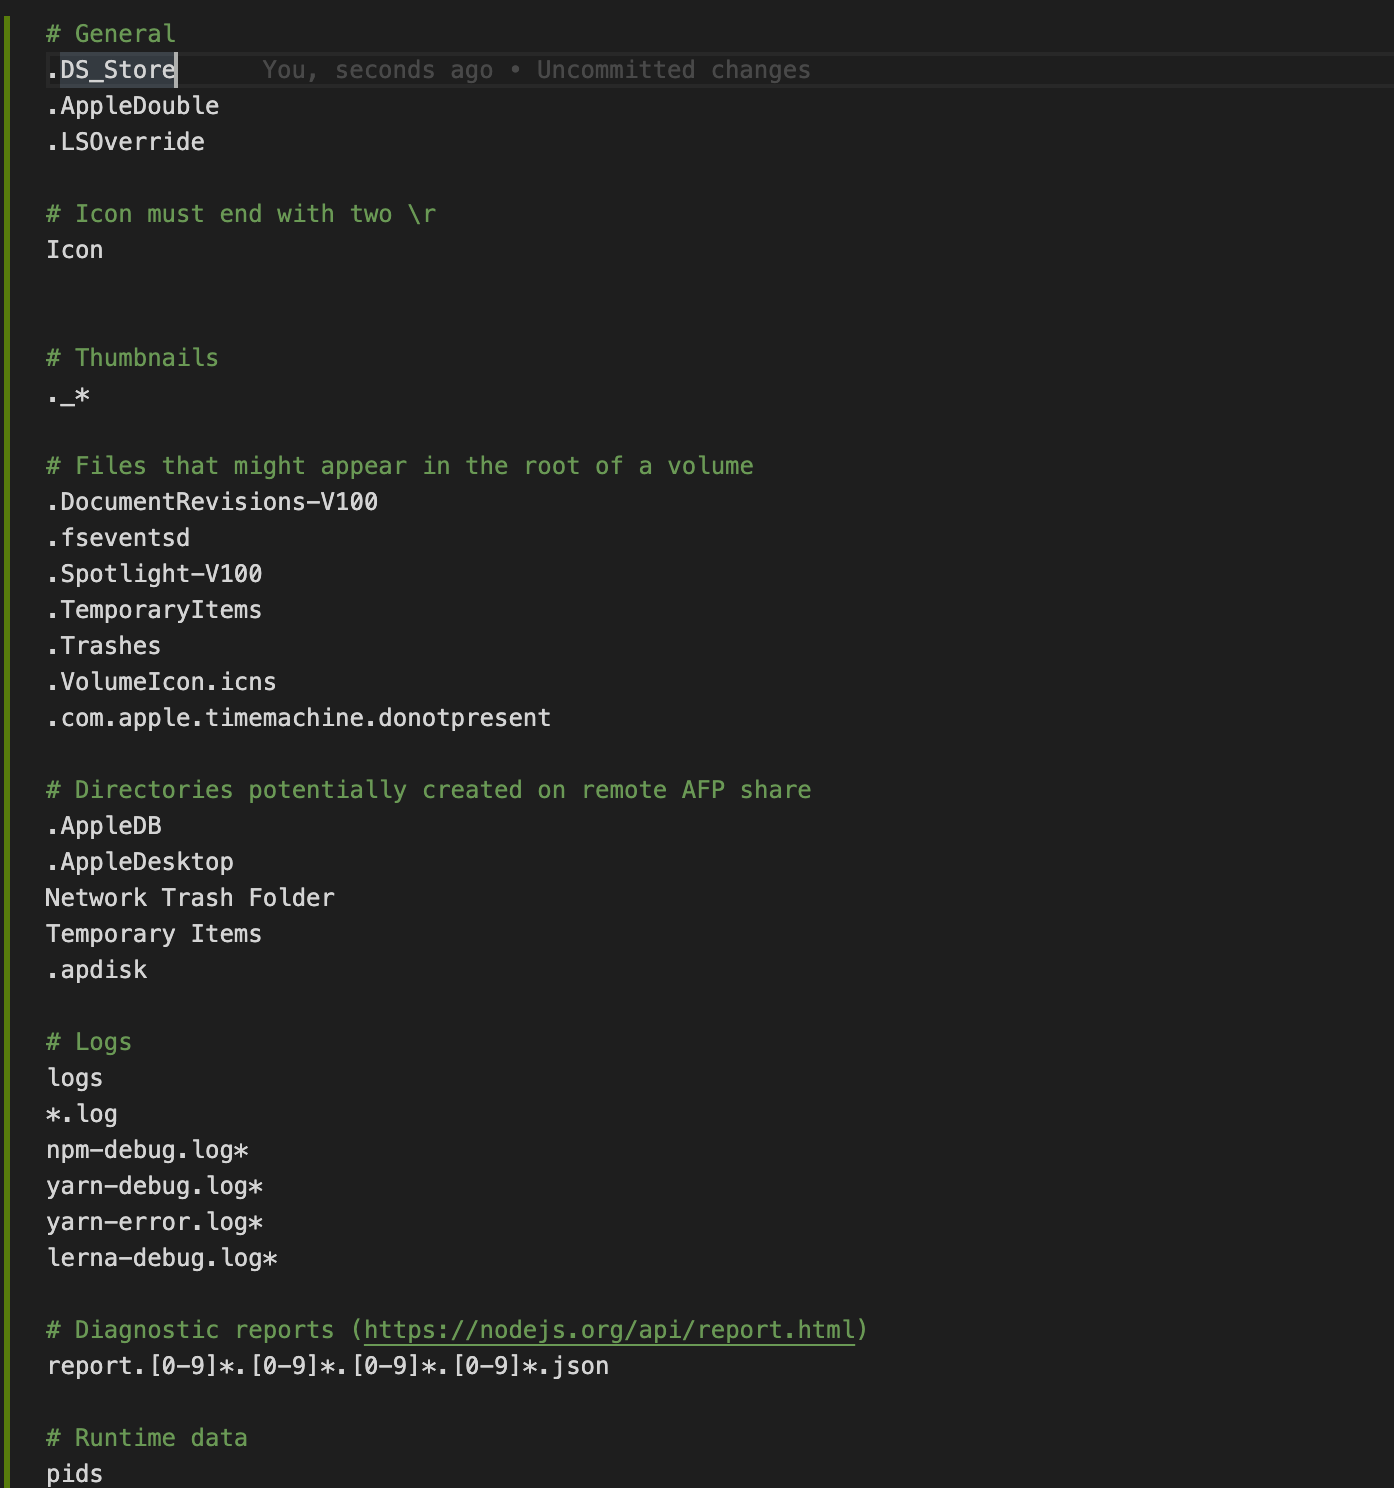 # General
.DS_Store You, seconds ago • Uncommitted changes
.AppleDouble
.LSOverride
# Icon must end with two \r
Icon
# Thumbnails
._*
# Files that might appear in the root of a volume
.DocumentRevisions-V100
.fseventsd
.Spotlight-V100
.TemporaryItems
.Trashes
.VolumeIcon.icns
.com.apple.timemachine.donotpresent
# Directories potentially created on remote AFP share
.AppleDB
.AppleDesktop
Network Trash Folder
Temporary Items
.apdisk
# Logs
logs
*.log
npm-debug.log*
yarn-debug.log*
yarn-error.log*
lerna-debug.log*
# Diagnostic reports (https://nodejs.org/api/report.html)
report.[0-9]*.[0-9]*.[0-9]*.[0-9]*.json
# Runtime data
pids